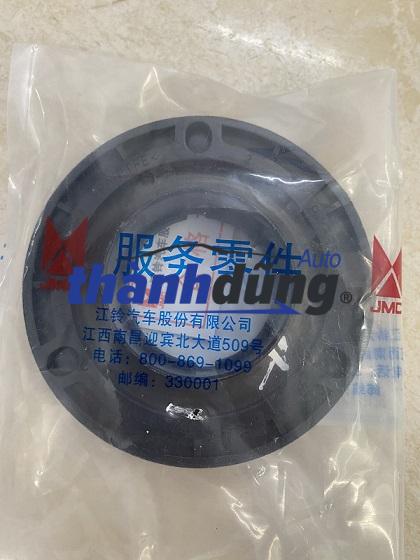 服务零件
Auto
thanhdung®
JMC
江铃汽车股份有限公司
江西南昌迎宾北大道509号
电话：800-869-1099
邮编：330001